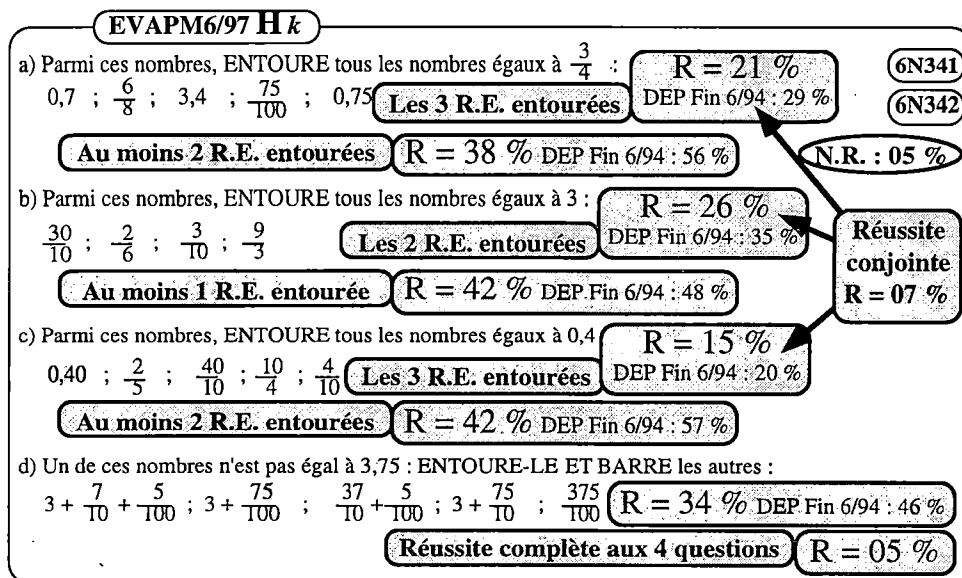 EVAPM6/97 H k
a) Parmi ces nombres, ENTOURE tous les nombres égaux à 3/4 :
R = 21 %
DEP Fin 6/94 : 29 %
6N341
6N342
0,7 ; 6/8 ; 3,4 ; 75/100 ; 0,75 Les 3 R.E. entourées
Au moins 2 R.E. entourées R = 38 % DEP Fin 6/94 : 56 %
N.R. : 05 %
b) Parmi ces nombres, ENTOURE tous les nombres égaux à 3 :
R = 26 %
DEP Fin 6/94 : 35 %
30/10 ; 2/6 ; 3/10 ; 9/3 Les 2 R.E. entourées
Réussite
conjointe
R = 07 %
Au moins 1 R.E. entourée R = 42 % DEP Fin 6/94 : 48 %
c) Parmi ces nombres, ENTOURE tous les nombres égaux à 0,4
R = 15 %
DEP Fin 6/94 : 20 %
0,40 ; 2/5 ; 40/10 ; 10/4 ; 4/10 Les 3 R.E. entourées
Au moins 2 R.E. entourées R = 42 % DEP Fin 6/94 : 57 %
d) Un de ces nombres n'est pas égal à 3,75 : ENTOURE-LE ET BARRE les autres :
3 + 7/10 + 5/100 ; 3 + 75/100 ; 37/10 + 5/100 ; 3 + 75/10 ; 375/100 R = 34 % DEP Fin 6/94 : 46 %
Réussite complète aux 4 questions R = 05 %